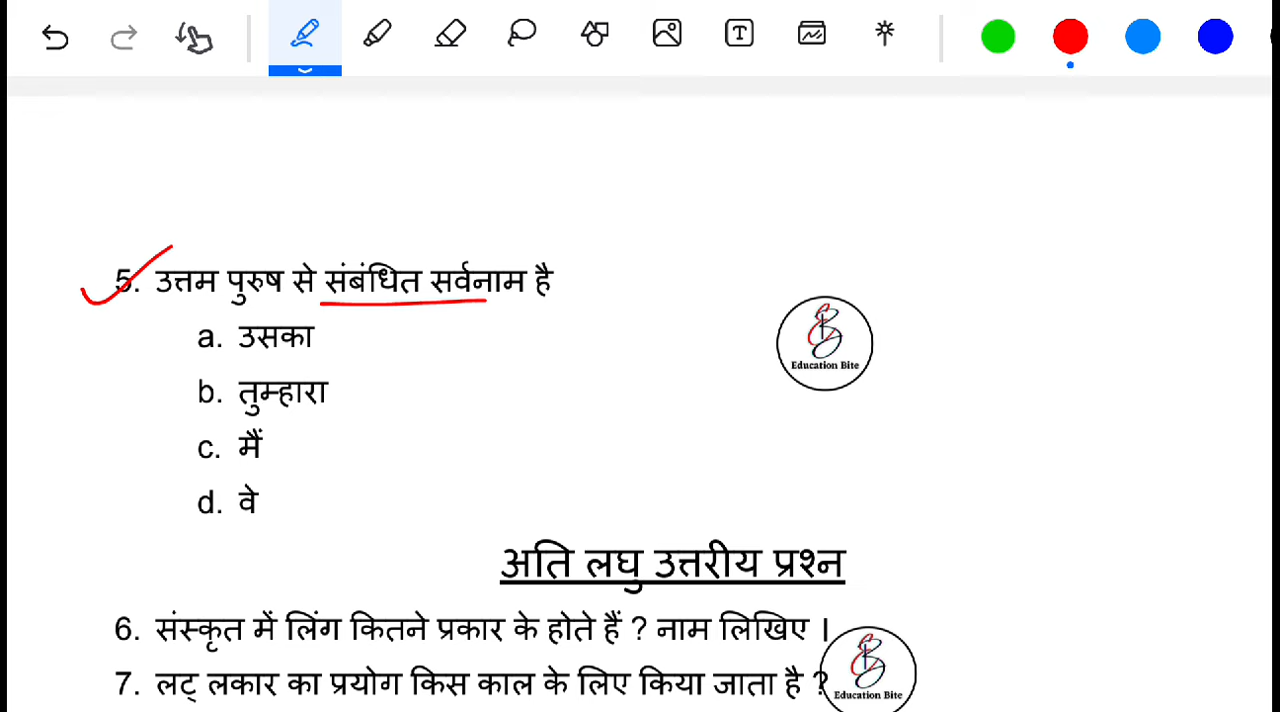 5. उत्तम पुरुष से संबंधित सर्वनाम है
a. उसका
b. तुम्हारा
c. मैं
d. वे
Education Bite
अति लघु उत्तरीय प्रश्न
6. संस्कृत में लिंग कितने प्रकार के होते हैं ? नाम लिखिए ।
7. लट् लकार का प्रयोग किस काल के लिए किया जाता है ?
Education Bite